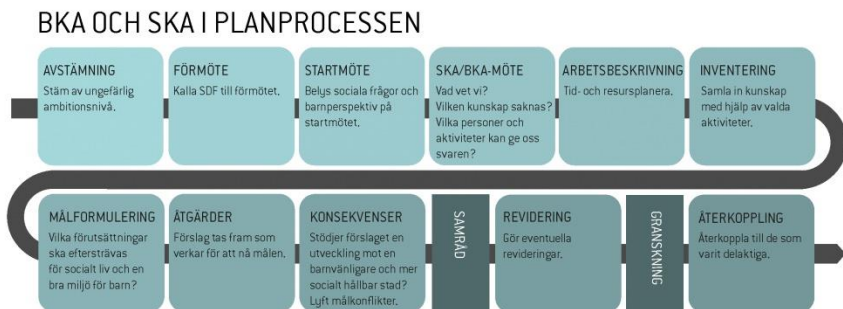 BKA OCH SKA I PLANPROCESSEN
AVSTÄMNING
Stäm av ungefärlig
ambitionsnivå.
FÖRMÖTE
Kalla SDF till förmötet.
STARTMÖTE
Belys sociala frågor och
barnperspektiv på
startmötet.
SKA/BKA-MÖTE
Vad vet vi?
Vilken kunskap saknas?
Vilka personer och
aktiviteter kan ge oss
svaren?
ARBETSBESKRIVNING
Tid- och resursplanera.
INVENTERING
Samla in kunskap
med hjälp av valda
aktiviteter.
MÅLFORMULERING
Vilka förutsättningar
ska eftersträvas
för socialt liv och en
bra miljö för barn?
ÅTGÄRDER
Förslag tas fram som
verkar för att nå målen.
KONSEKVENSER
Stödjer förslaget en
utveckling mot en
barnvänligare och mer
socialt hållbar stad?
Lyft målkonflikter.
SAMRÅD
REVIDERING
Gör eventuella
revideringar.
GRANSKNING
ÅTERKOPPLING
Återkoppla till de som
varit delaktiga.